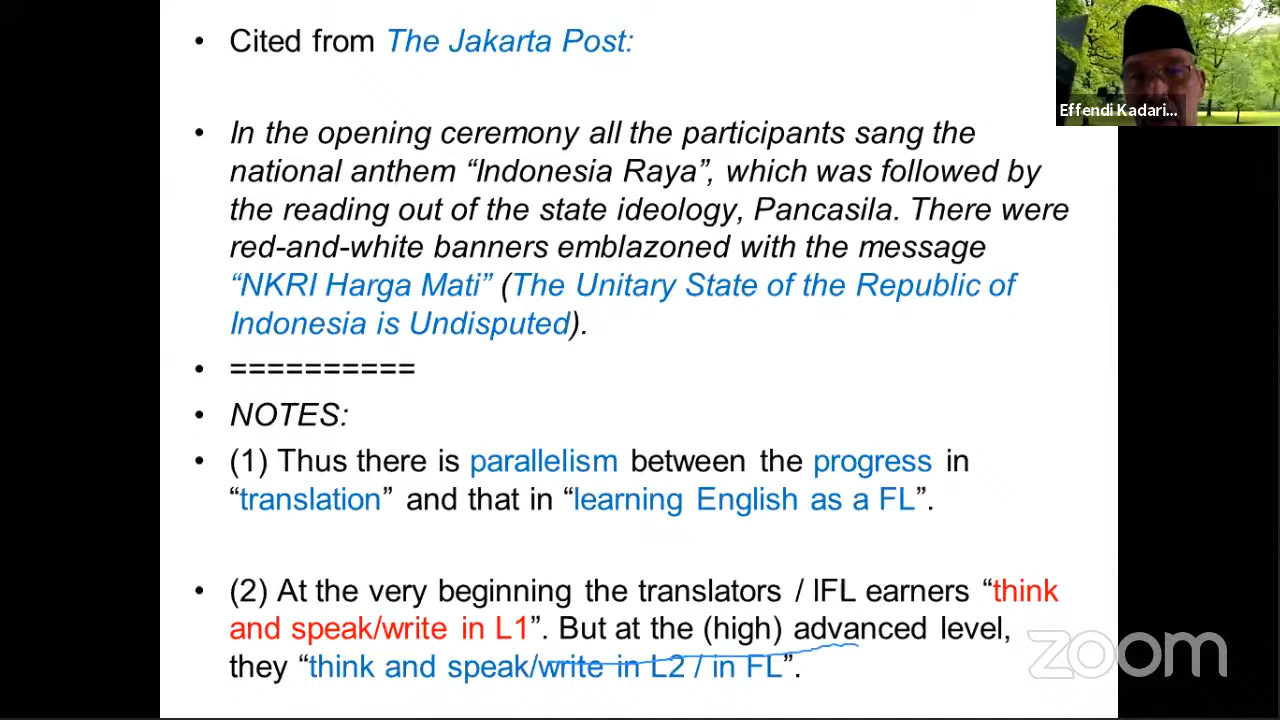 • Cited from The Jakarta Post:
Effendi Kadari...
• In the opening ceremony all the participants sang the
national anthem “Indonesia Raya”, which was followed by
the reading out of the state ideology, Pancasila. There were
red-and-white banners emblazoned with the message
“NKRI Harga Mati” (The Unitary State of the Republic of
Indonesia is Undisputed).
• ==========
• NOTES:
• (1) Thus there is parallelism between the progress in
“translation” and that in “learning English as a FL”.
• (2) At the very beginning the translators / lFL earners “think
and speak/write in L1”. But at the (high) advanced level,
they “think and speak/write in L2 / in FL”.
zoom